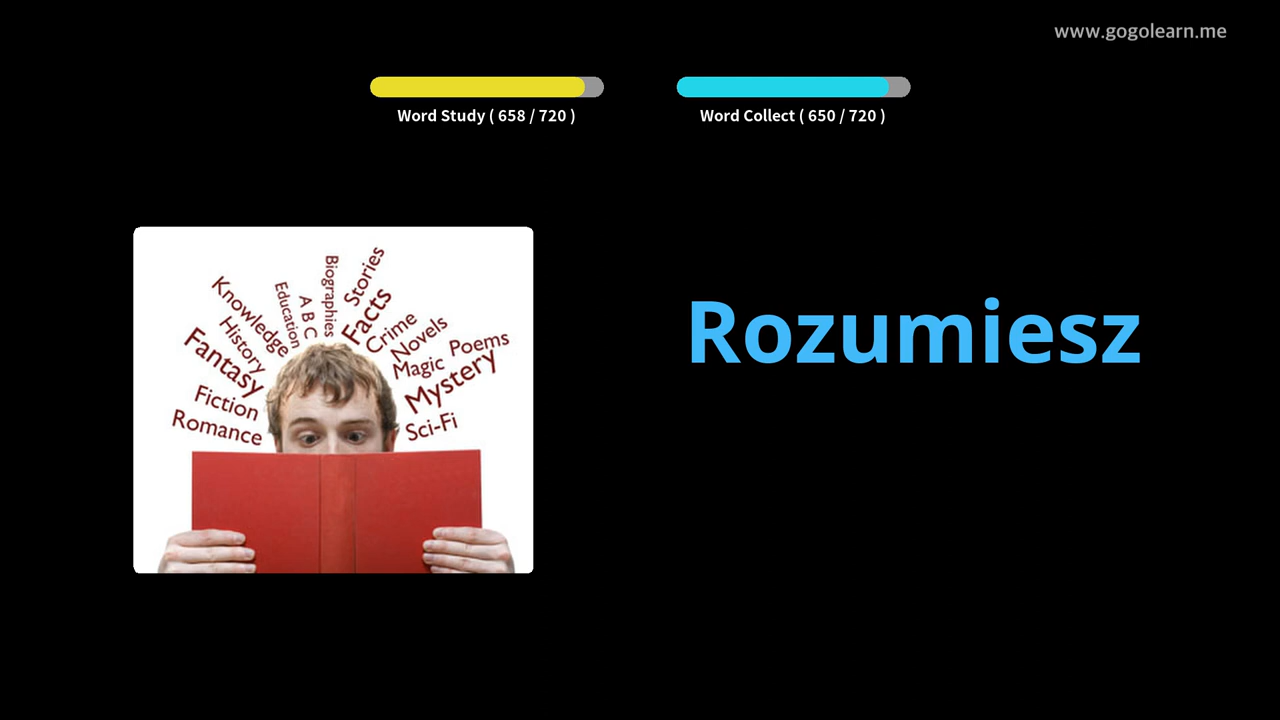 www.gogolearn.me
Word Study ( 658 / 720 )
Word Collect ( 650 / 720 )
Rozumiesz
Romance
Fiction
Fantasy
History
Knowledge
Education
A B C
Biographies
Stories
Facts
Crime
Novels
Magic
Poems
Mystery
Sci-Fi